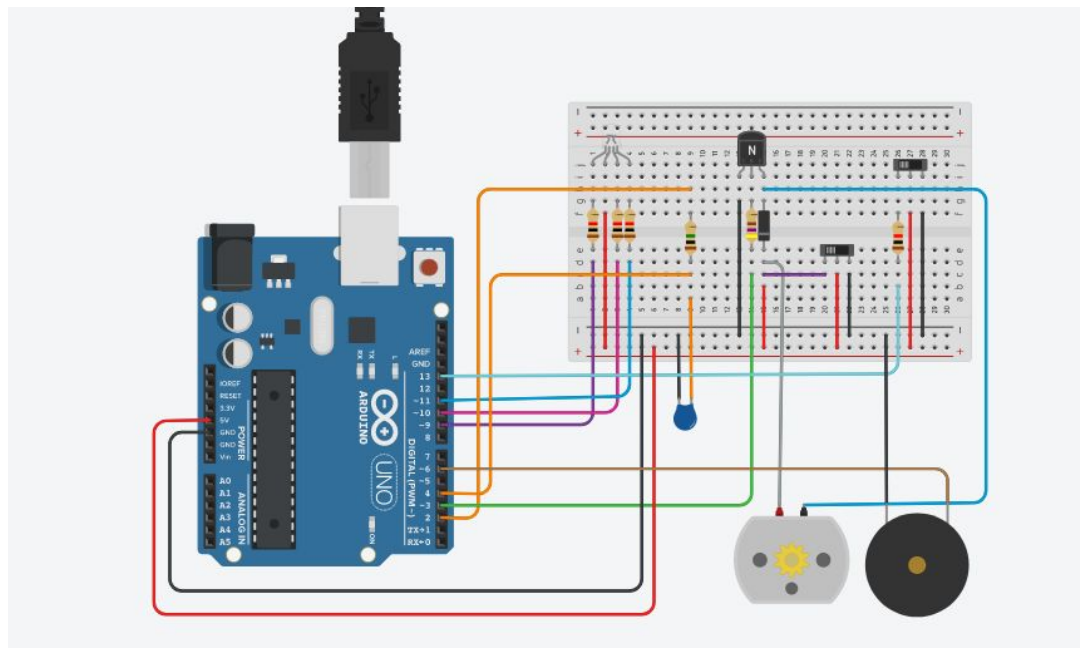 N
AREF
GND
13
12
~11
~10
~9
8
7
~6
~5
4
~3
2
TX→1
RX←0
DIGITAL (PWM~)
L
TX
RX
ARDUINO
UNO
ON
IOREF
RESET
3.3V
5V
GND
GND
Vin
POWER
A0
A1
A2
A3
A4
A5
ANALOG IN